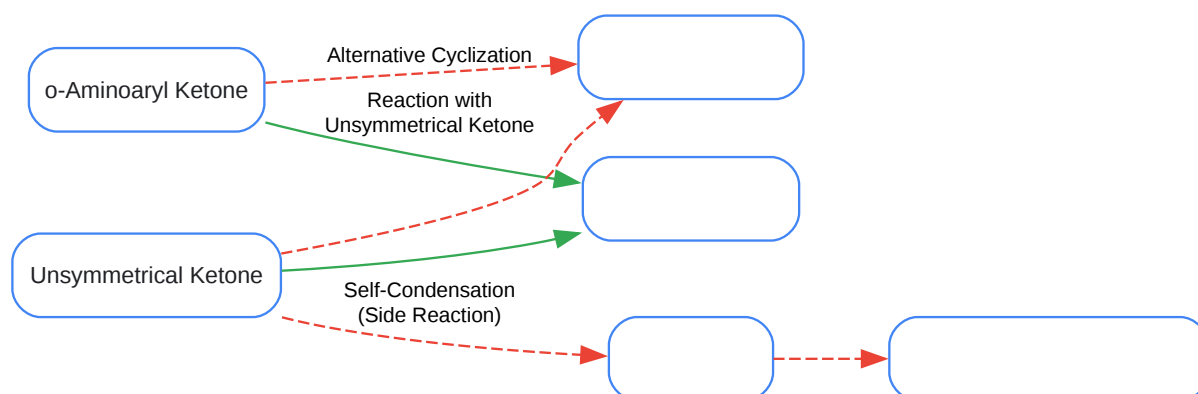 Alternative Cyclization
o-Aminoaryl Ketone
Reaction with
Unsymmetrical Ketone
Unsymmetrical Ketone
Self-Condensation
(Side Reaction)